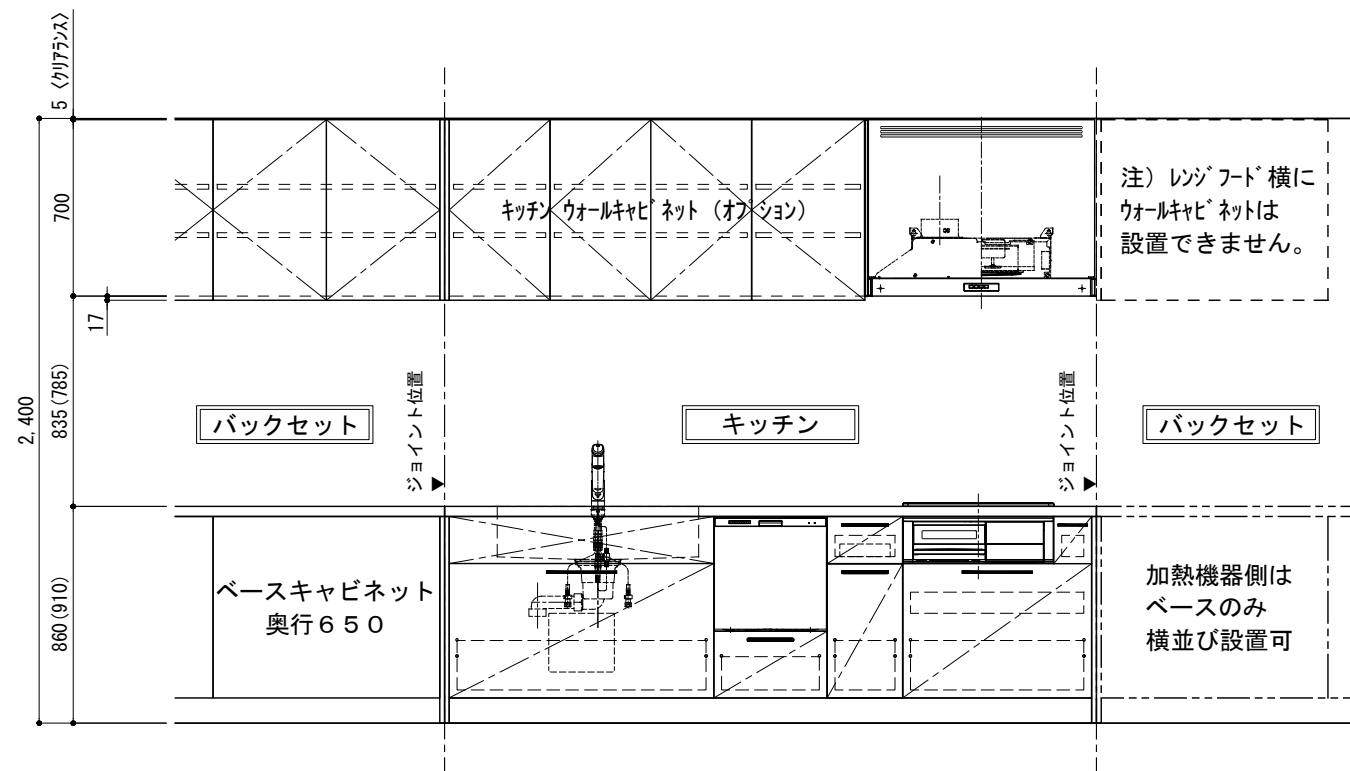 5 〈クリアランス〉
700
17
835(785)
2,400
860(910)
キッチン ウォールキャビネット (オプション)
注) レンジフード横に
ウォールキャビネットは
設置できません。
バックセット
ジョイント位置
キッチン
ジョイント位置
バックセット
ベースキャビネット
奥行650
加熱機器側は
ベースのみ
横並び設置可